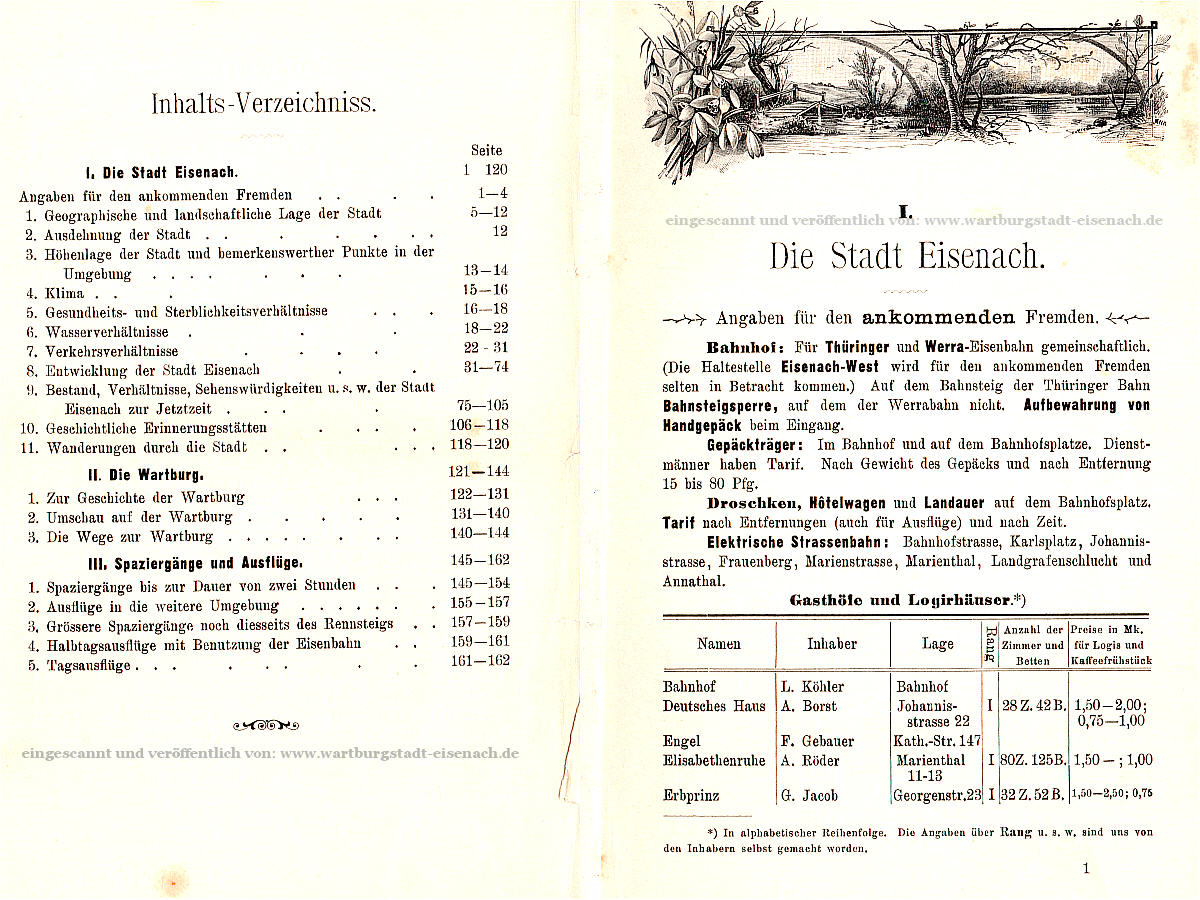 Inhalts-Verzeichniss.
Seite
I. Die Stadt Eisenach. 1 120
Angaben für den ankommenden Fremden . . . . 1—4
1. Geographische und landschaftliche Lage der Stadt 5—12
2. Ausdehnung der Stadt . . . . . . . 12
3. Höhenlage der Stadt und bemerkenswerther Punkte in der
Umgebung . . . . . . . 13—14
4. Klima . . . 15—16
5. Gesundheits- und Sterblichkeitsverhältnisse . . . 16—18
6. Wasserverhältnisse . . . 18—22
7. Verkehrsverhältnisse . . . . 22 - 31
8. Entwicklung der Stadt Eisenach . . 31—74
9. Bestand, Verhältnisse, Sehenswürdigkeiten u. s. w. der Stadt
Eisenach zur Jetztzeit . . . . 75—105
10. Geschichtliche Erinnerungsstätten . . . . 106—118
11. Wanderungen durch die Stadt . . . . . 118—120
II. Die Wartburg. 121—144
1. Zur Geschichte der Wartburg . . . 122—131
2. Umschau auf der Wartburg . . . . . 131—140
3. Die Wege zur Wartburg . . . . . . . . 140—144
III. Spaziergänge und Ausflüge. 145—162
1. Spaziergänge bis zur Dauer von zwei Stunden . . . 145—154
2. Ausflüge in die weitere Umgebung . . . . . . . 155—157
3. Grössere Spaziergänge noch diesseits des Rennsteigs . . 157—159
4. Halbtagsausflüge mit Benutzung der Eisenbahn . . 159—161
5. Tagsausflüge . . . . . . . . 161—162
eingescannt und veröffentlich von: www.wartburgstadt-eisenach.de
I.
eingescannt und veröffentlich von: www.wartburgstadt-eisenach.de
Die Stadt Eisenach.
Angaben für den ankommenden Fremden.
Bahnhof: Für Thüringer und Werra-Eisenbahn gemeinschaftlich.
(Die Haltestelle Eisenach-West wird für den ankommenden Fremden
selten in Betracht kommen.) Auf dem Bahnsteig der Thüringer Bahn
Bahnsteigsperre, auf dem der Werrabahn nicht. Aufbewahrung von
Handgepäck beim Eingang.
Gepäckträger: Im Bahnhof und auf dem Bahnhofsplatze. Dienst-
männer haben Tarif. Nach Gewicht des Gepäcks und nach Entfernung
15 bis 80 Pfg.
Droschken, Hôtelwagen und Landauer auf dem Bahnhofsplatz.
Tarif nach Entfernungen (auch für Ausflüge) und nach Zeit.
Elektrische Strassenbahn: Bahnhofstrasse, Karlsplatz, Johannis-
strasse, Frauenberg, Marienstrasse, Marienthal, Landgrafenschlucht und
Annathal.
Gasthöfe und Logirhäuser.*)
Namen Inhaber Lage Rang Anzahl der Zimmer und Betten Preise in Mk. für Logis und Kaffeefrühstück
Bahnhof L. Köhler Bahnhof
Deutsches Haus A. Borst Johannis- I 28 Z. 42 B. 1,50—2,00;
strasse 22 0,75—1,00
Engel F. Gebauer Kath.-Str. 147
Elisabethenruhe A. Röder Marienthal I 80Z. 125B. 1,50 — ; 1,00
11-13
Erbprinz G. Jacob Georgenstr.23 I 32 Z. 52 B. 1,50—2,50; 0,75
*) In alphabetischer Reihenfolge. Die Angaben über Rang u. s. w. sind uns von
den Inhabern selbst gemacht worden.
1